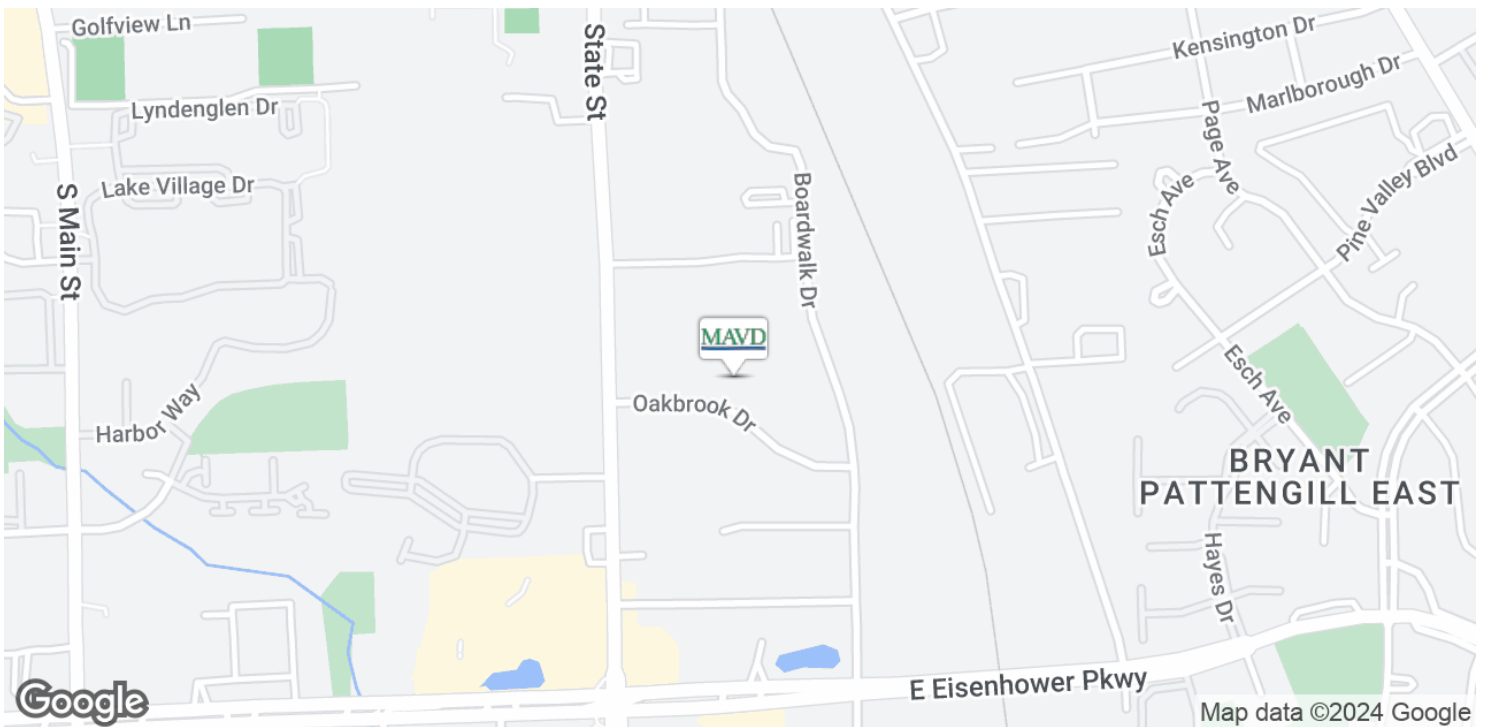 Golfview Ln
State St
Kensington Dr
Marlborough Dr
Lyndenglen Dr
Page Ave
Pine Valley Blvd
Lake Village Dr
Boardwalk Dr
Esch Ave
S Main St
MAVD
Esch Ave
Oakbrook Dr
Harbor Way
BRYANT
PATTENGILL EAST
Hayes Dr
E Eisenhower Pkwy
Google
Map data ©2024 Google